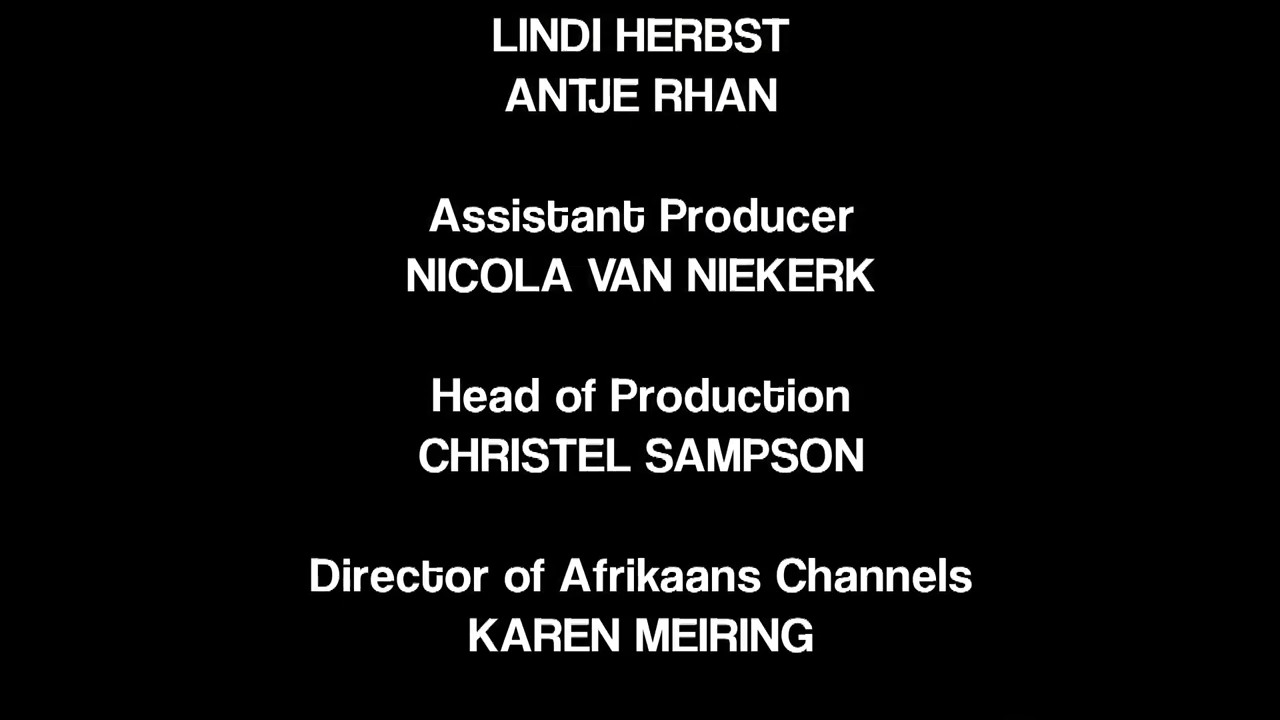 LINDI HERBST
ANTJE RHAN
Assistant Producer
NICOLA VAN NIEKERK
Head of Production
CHRISTEL SAMPSON
Director of Afrikaans Channels
KAREN MEIRING